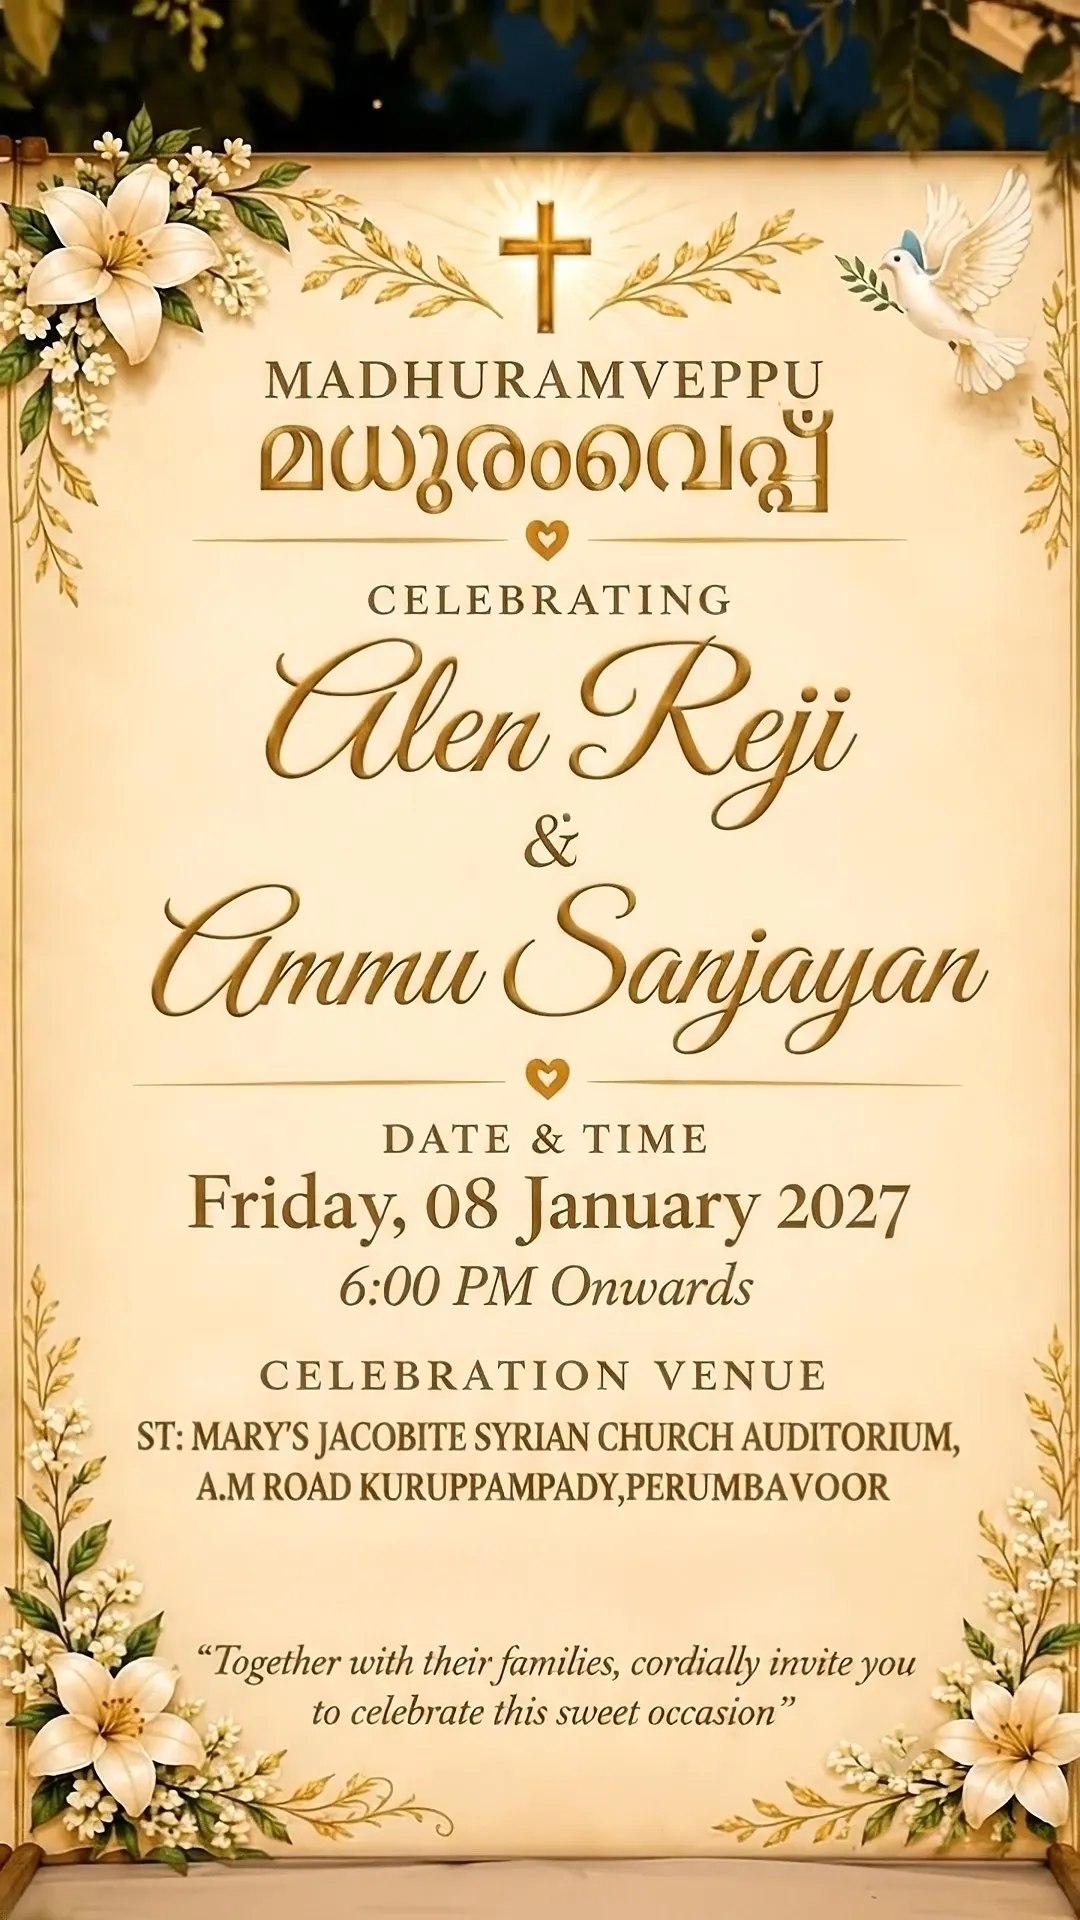 MADHURAMVEPPU
മധുരംവെപ്പ്
CELEBRATING
Alen Reji
&
Ammu Sanjayan
DATE & TIME
Friday, 08 January 2027
6:00 PM Onwards
CELEBRATION VENUE
ST: MARY'S JACOBITE SYRIAN CHURCH AUDITORIUM,
A.M ROAD KURUPPAMPADY,PERUMBAVOOR
“Together with their families, cordially invite you
to celebrate this sweet occasion”